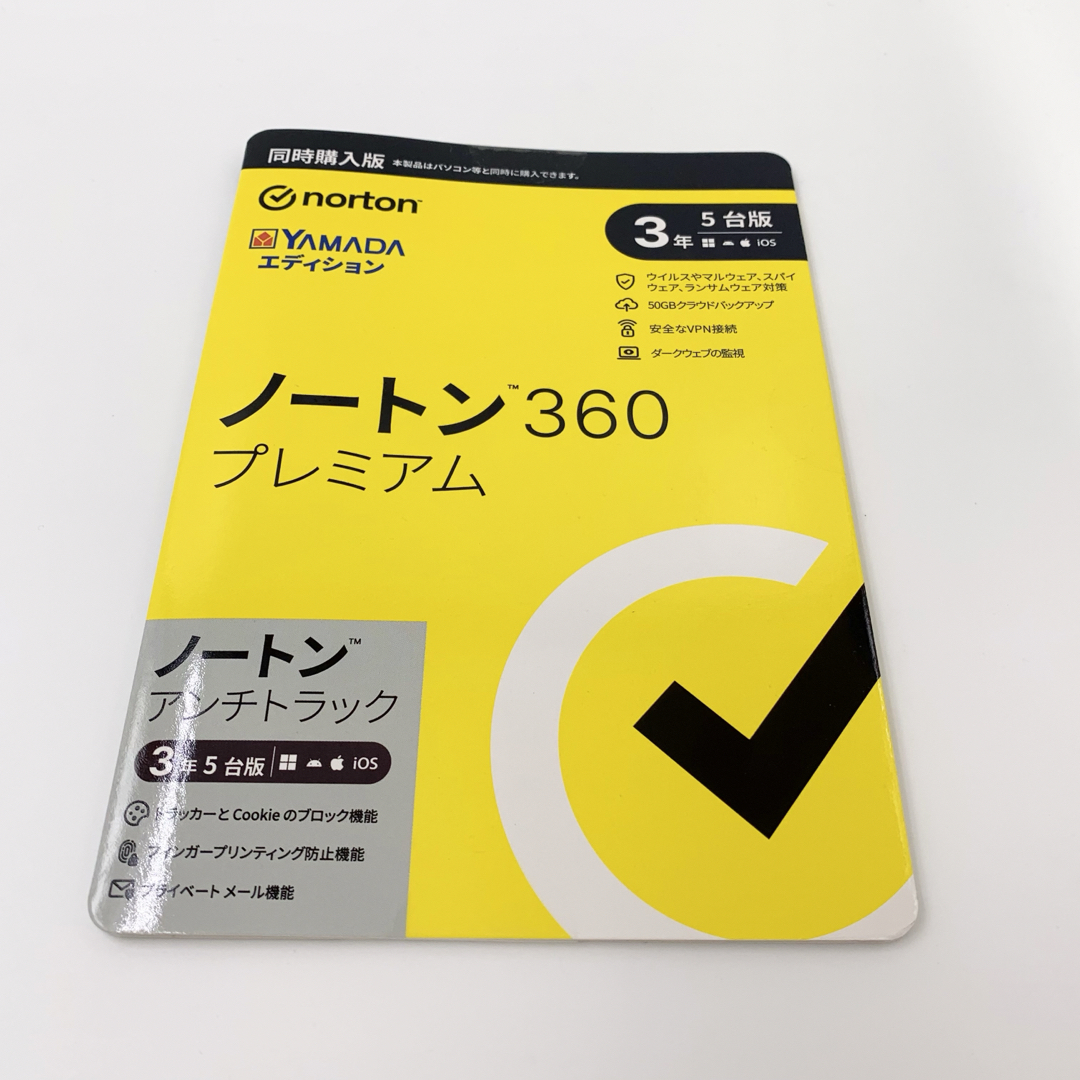 同時購入版 本製品はパソコン等と同時に購入できます。
norton™
YAMADA
エディション
3年 5台版
iOS
ウイルスやマルウェア、スパイ
ウェア、ランサムウェア対策
50GBクラウドバックアップ
安全なVPN接続
ダークウェブの監視
ノートン™ 360
プレミアム
ノートン™
アンチトラック
3年5台版 iOS
トラッカーとCookieのブロック機能
フィンガープリンティング防止機能
プライベートメール機能